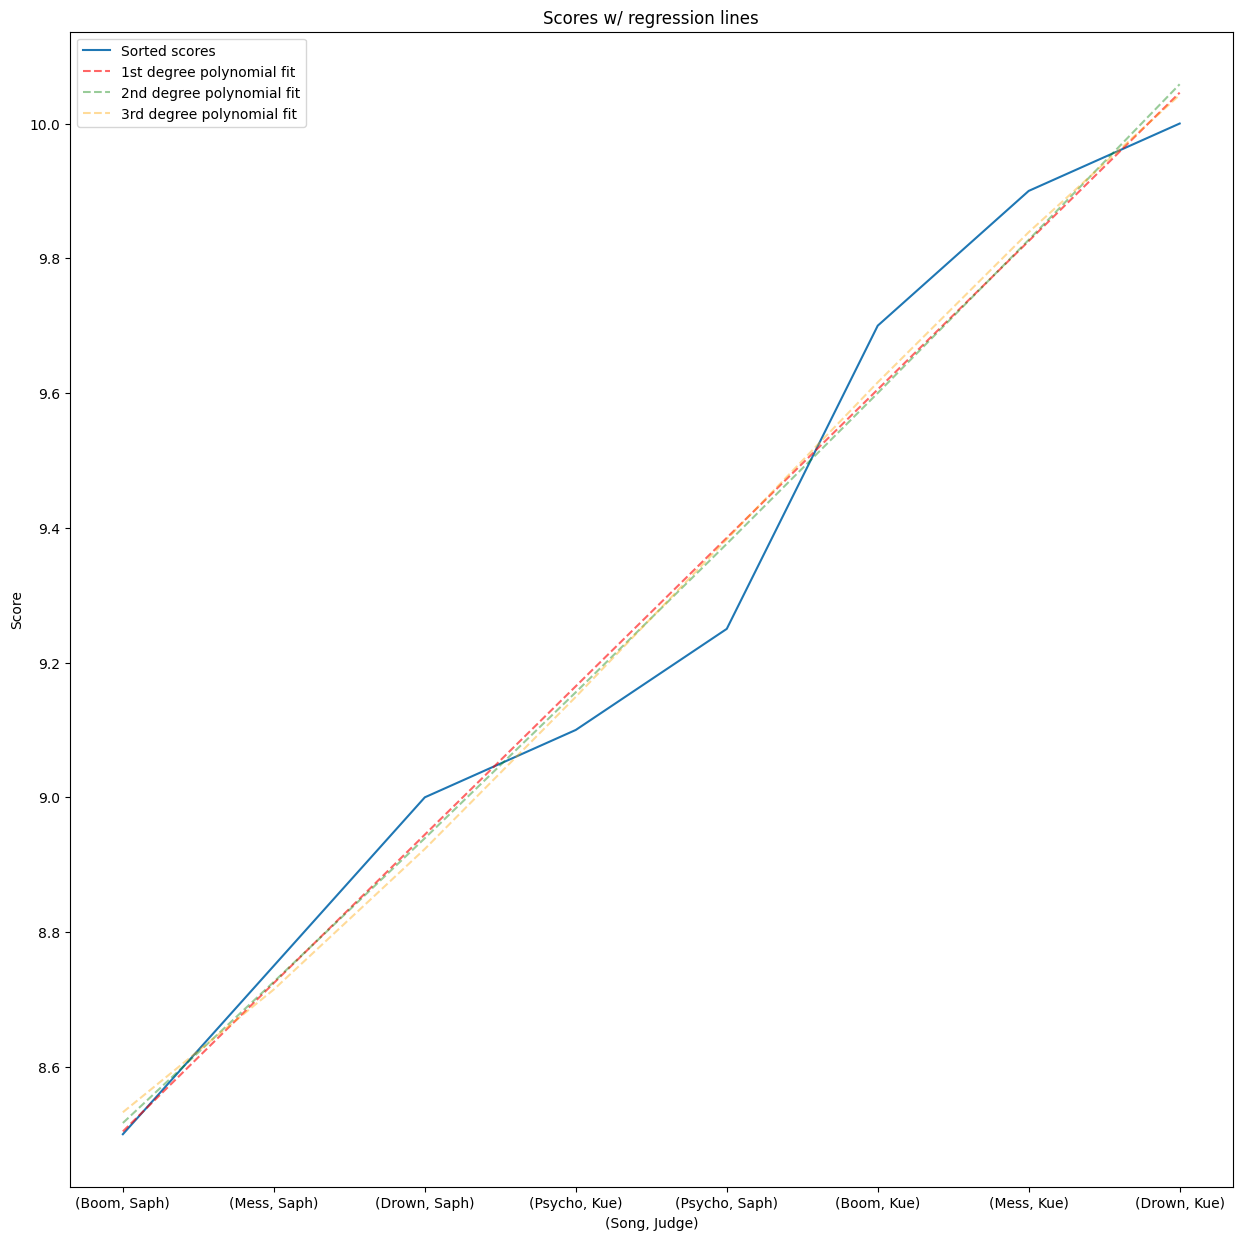 Scores w/ regression lines
Sorted scores
1st degree polynomial fit
2nd degree polynomial fit
3rd degree polynomial fit
10.0
9.8
9.6
9.4
9.2
9.0
8.8
8.6
Score
(Boom, Saph) (Mess, Saph) (Drown, Saph) (Psycho, Kue) (Psycho, Saph) (Boom, Kue) (Mess, Kue) (Drown, Kue)
(Song, Judge)